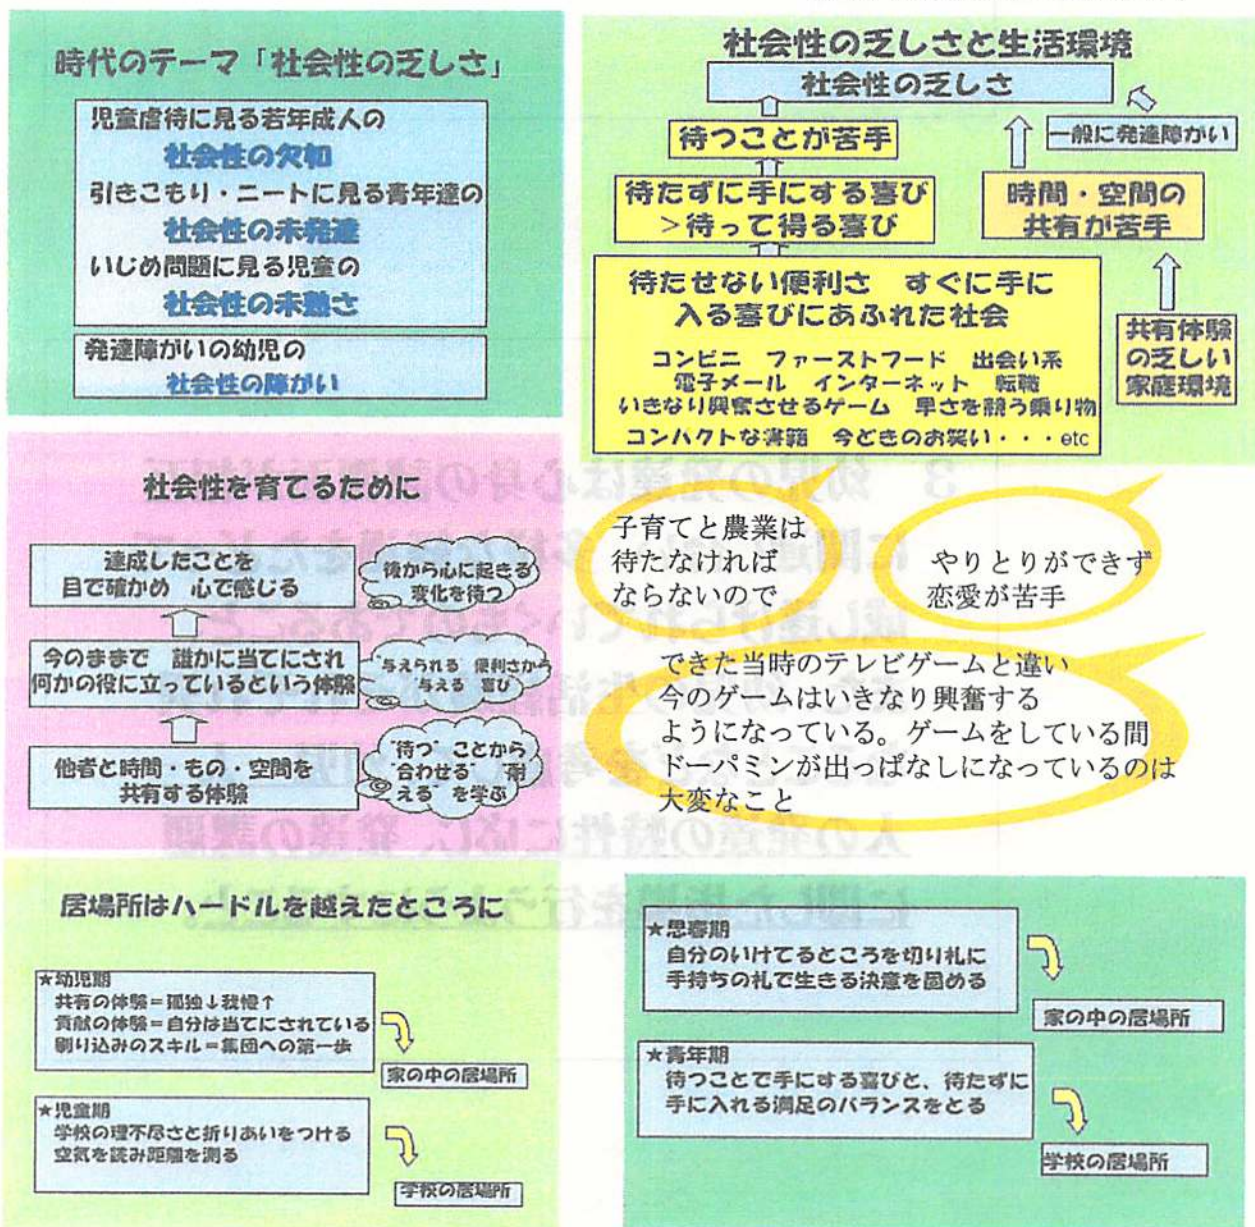 時代のテーマ「社会性の乏しさ」
児童虐待に見る若年成人の
社会性の欠如
引きこもり・ニートに見る青年達の
社会性の未発達
いじめ問題に見る児童の
社会性の未熟さ
発達障がいの幼児の
社会性の障がい
社会性の乏しさと生活環境
社会性の乏しさ
待つことが苦手
一般に発達障がい
待たずに手にする喜び
>待って得る喜び
時間・空間の
共有が苦手
待たせない便利さ すぐに手に
入る喜びにあふれた社会
コンビニ ファーストフード 出会い系
電子メール インターネット 転職
いきなり興奮させるゲーム 早さを競う乗り物
コンパクトな書籍 今どきのお笑い・・・etc
共有体験
の乏しい
家庭環境
社会性を育てるために
達成したことを
目で確かめ 心で感じる
後から心に起きる
変化を待つ
今のままで 誰かに当てにされ
何かの役に立っているという体験
"与えられる" 便利さから
"与える" 喜び
他者と時間・もの・空間を
共有する体験
"待つ" ことから
"合わせる" "耐
える" を学ぶ
子育てと農業は
待たなければ
ならないので
やりとりができず
恋愛が苦手
できた当時のテレビゲームと違い
今のゲームはいきなり興奮する
ようになっている。ゲームをしている間
ドーパミンが出っぱなしになっているのは
大変なこと
居場所はハードルを越えたところに
★幼児期
共有の体験=孤独↓我慢↑
貢献の体験=自分は当てにされている
刷り込みのスキル=集団への第一歩
家の中の居場所
★児童期
学校の理不尽さと折りあいをつける
空気を読み距離を測る
学校の居場所
★思春期
自分のいけてるところを切り札に
手持ちの札で生きる決意を固める
家の中の居場所
★青年期
待つことで手にする喜びと、待たずに
手に入れる満足のバランスをとる
学校の居場所